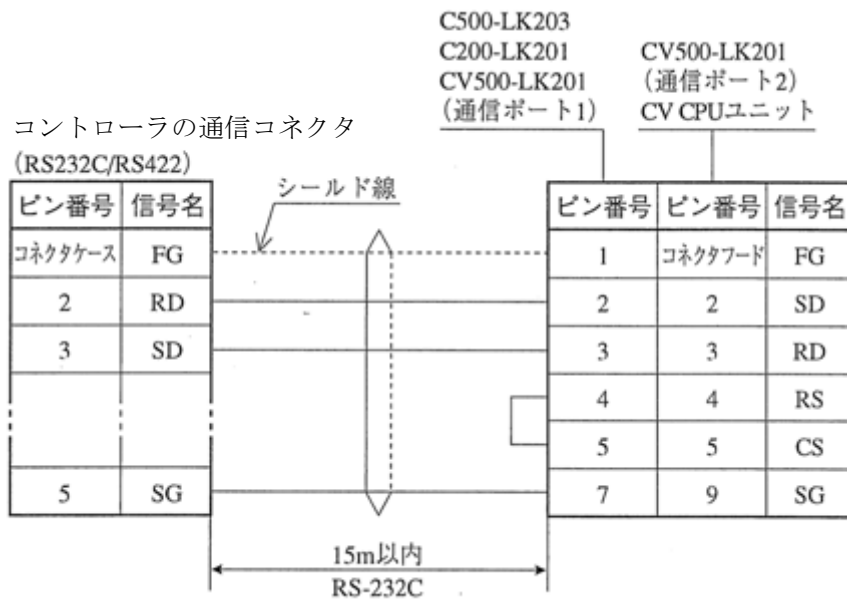 C500-LK203
C200-LK201
CV500-LK201
(通信ポート1)
CV500-LK201
(通信ポート2)
CV CPUユニット
コントローラの通信コネクタ
(RS232C/RS422)
シールド線
ピン番号 信号名
コネクタケース FG
2 RD
3 SD
5 SG
ピン番号 ピン番号 信号名
1 コネクタフード FG
2 2 SD
3 3 RD
4 4 RS
5 5 CS
7 9 SG
15m以内
RS-232C